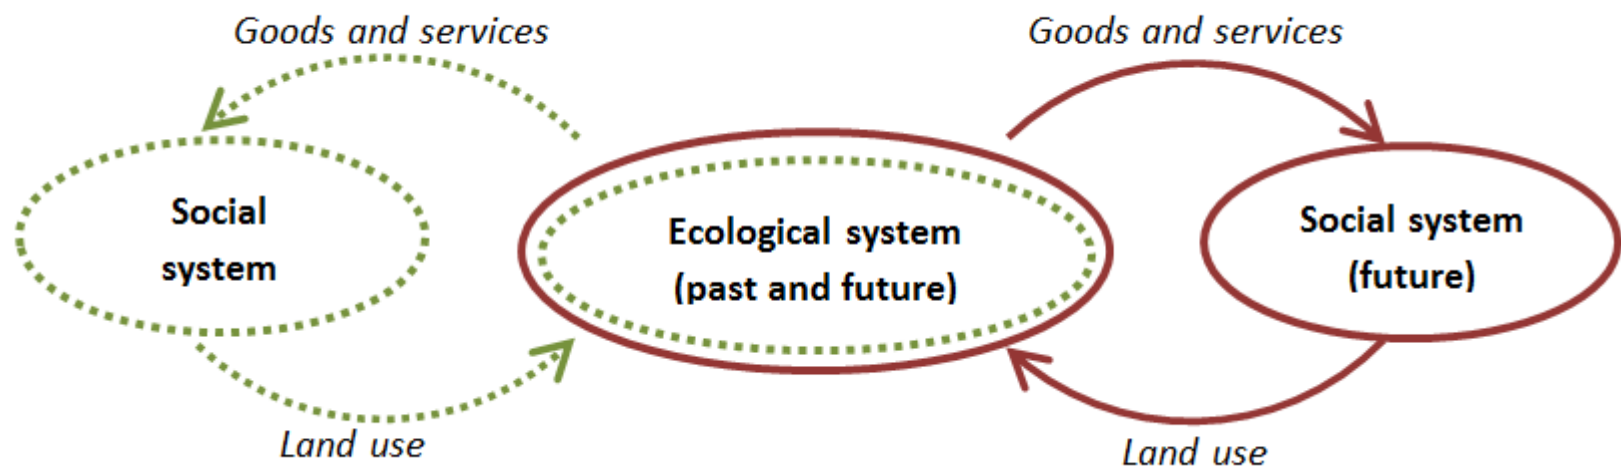 Goods and services
Goods and services
Social
system
Ecological system
(past and future)
Social system
(future)
Land use
Land use